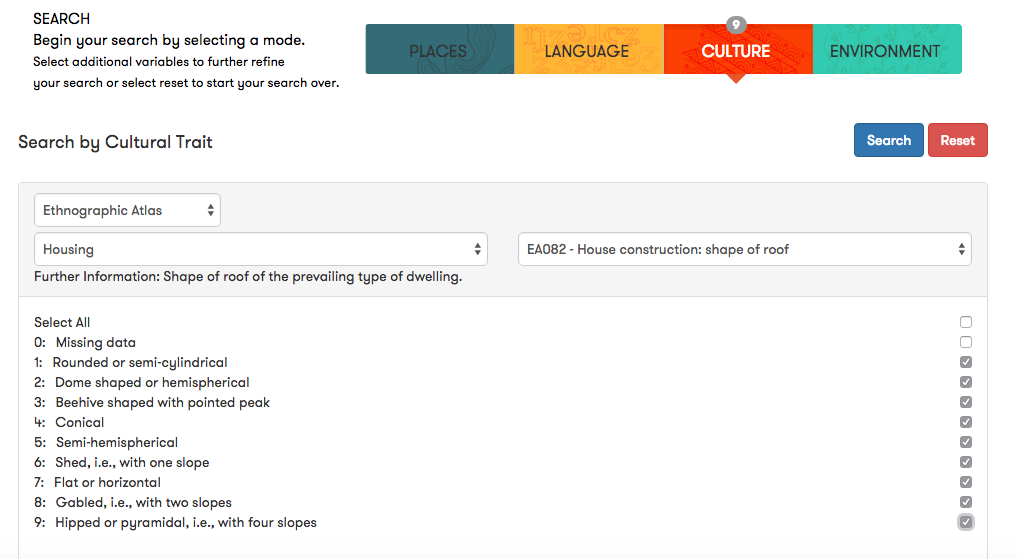 SEARCH
Begin your search by selecting a mode.
Select additional variables to further refine
your search or select reset to start your search over.
9
PLACES
LANGUAGE
CULTURE
ENVIRONMENT
Search by Cultural Trait
Search
Reset
Ethnographic Atlas
Housing
EA082 - House construction: shape of roof
Further Information: Shape of roof of the prevailing type of dwelling.
Select All
0: Missing data
1: Rounded or semi-cylindrical
2: Dome shaped or hemispherical
3: Beehive shaped with pointed peak
4: Conical
5: Semi-hemispherical
6: Shed, i.e., with one slope
7: Flat or horizontal
8: Gabled, i.e., with two slopes
9: Hipped or pyramidal, i.e., with four slopes